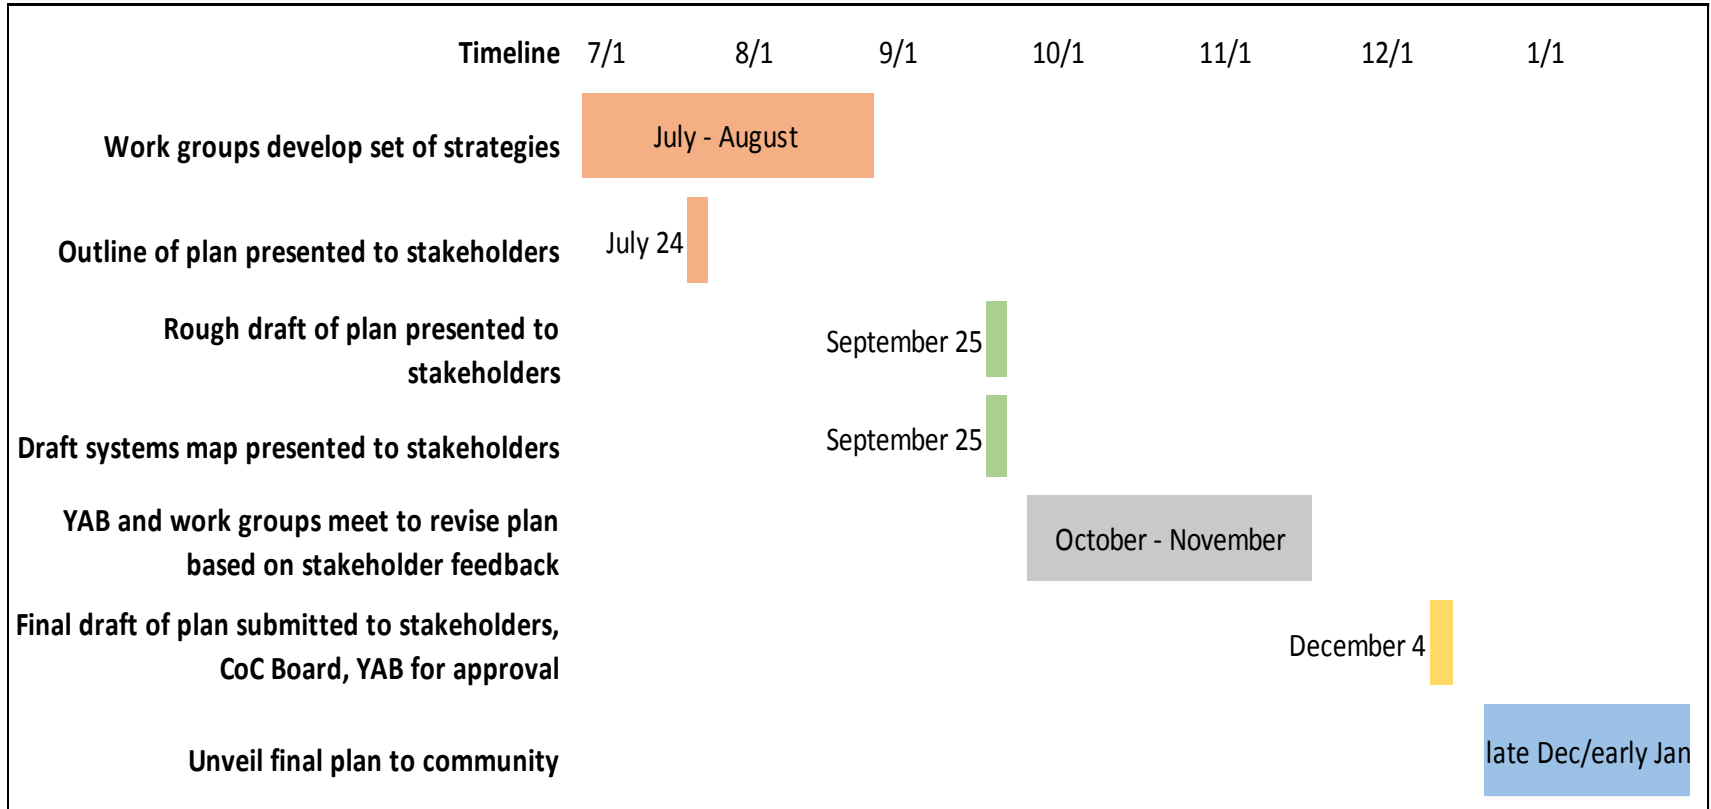 Timeline 7/1 8/1 9/1 10/1 11/1 12/1 1/1
Work groups develop set of strategies July - August
Outline of plan presented to stakeholders July 24
Rough draft of plan presented to
stakeholders
September 25
Draft systems map presented to stakeholders September 25
YAB and work groups meet to revise plan
based on stakeholder feedback
October - November
Final draft of plan submitted to stakeholders,
CoC Board, YAB for approval
December 4
Unveil final plan to community late Dec/early Jan